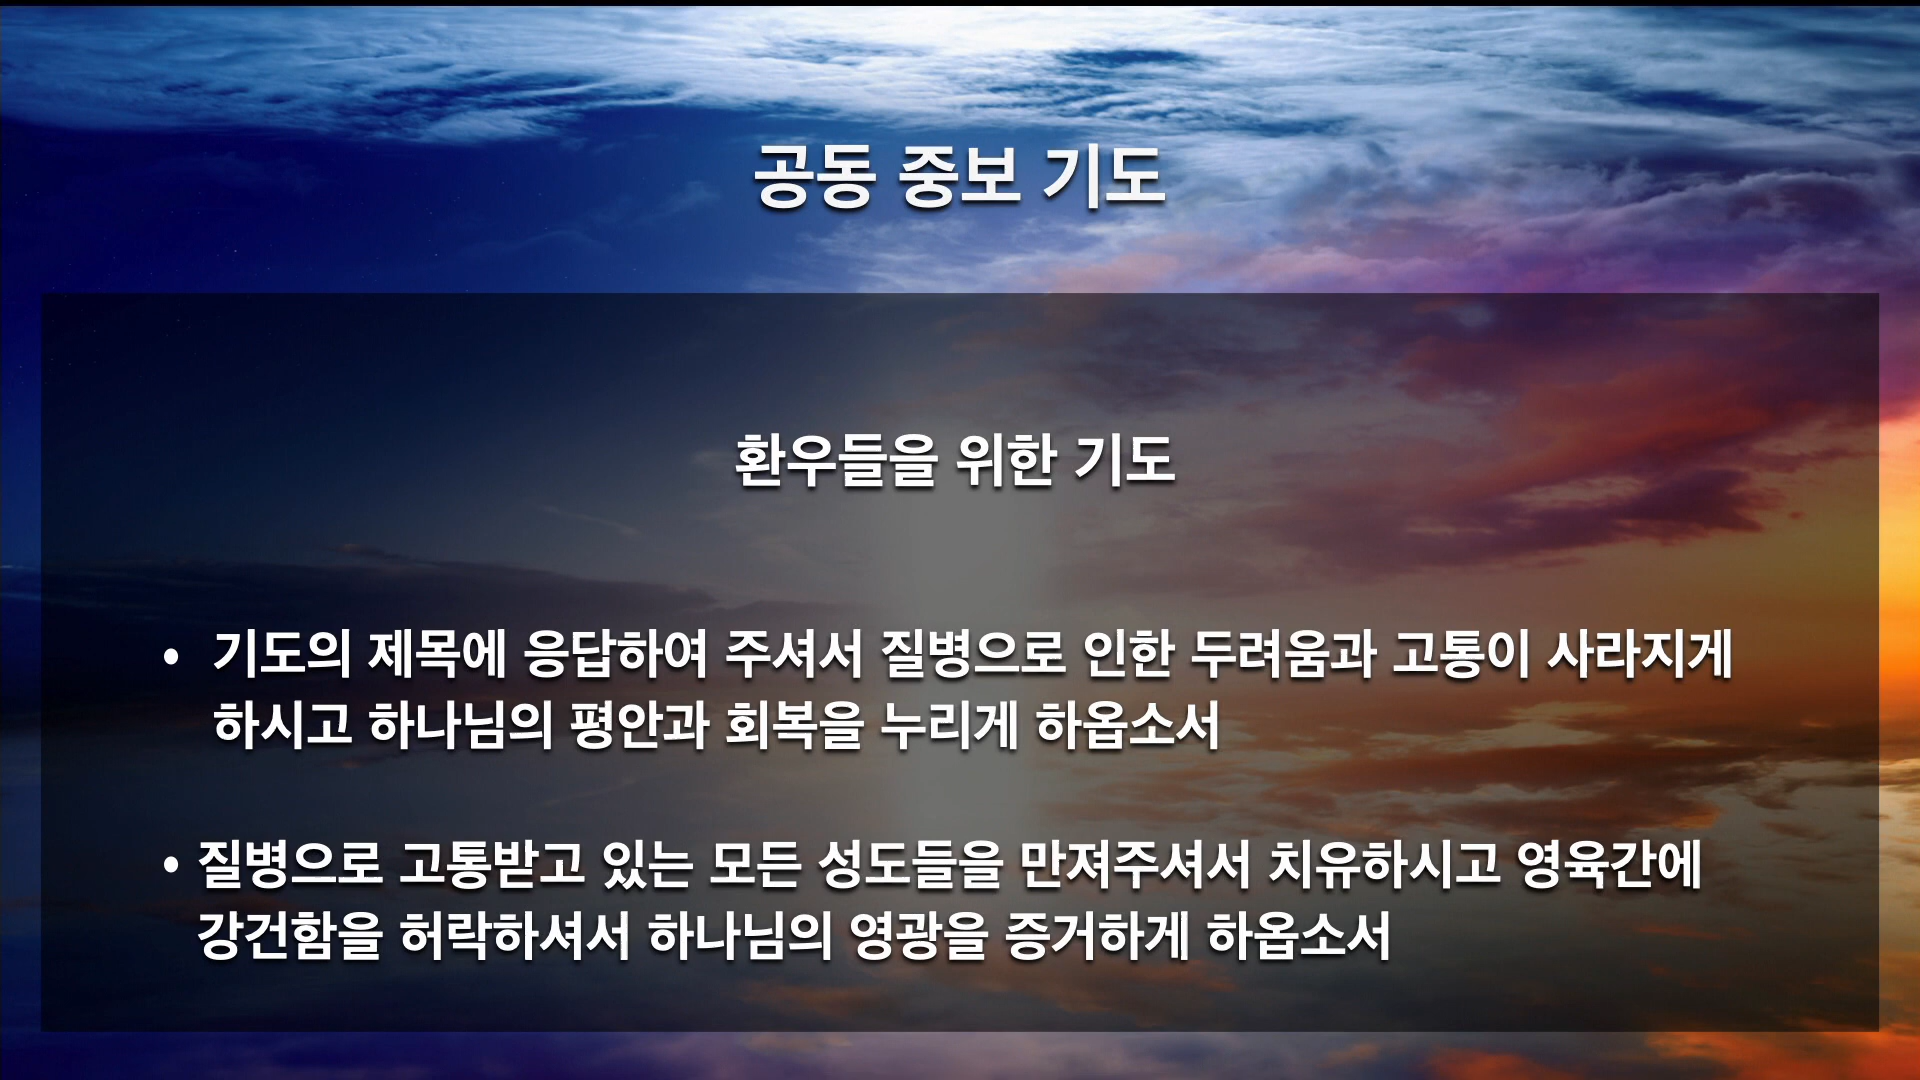 공동 중보 기도
환우들을 위한 기도
• 기도의 제목에 응답하여 주셔서 질병으로 인한 두려움과 고통이 사라지게
하시고 하나님의 평안과 회복을 누리게 하옵소서
• 질병으로 고통받고 있는 모든 성도들을 만져주셔서 치유하시고 영육간에
강건함을 허락하셔서 하나님의 영광을 증거하게 하옵소서